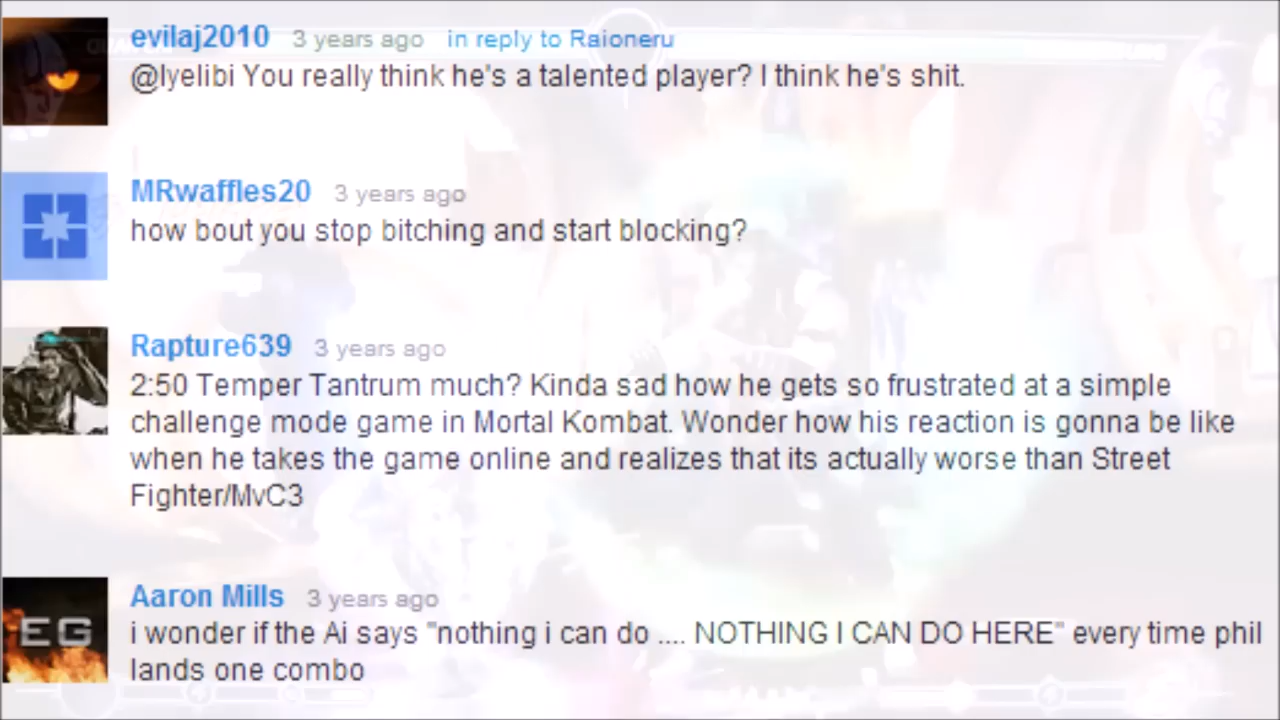 evilaj2010 3 years ago in reply to Raioneru
@lyelibi You really think he's a talented player? I think he's shit.
MRwaffles20 3 years ago
how bout you stop bitching and start blocking?
Rapture639 3 years ago
2:50 Temper Tantrum much? Kinda sad how he gets so frustrated at a simple
challenge mode game in Mortal Kombat. Wonder how his reaction is gonna be like
when he takes the game online and realizes that its actually worse than Street
Fighter/MvC3
Aaron Mills 3 years ago
EG
i wonder if the Ai says "nothing i can do .... NOTHING I CAN DO HERE" every time phil
lands one combo